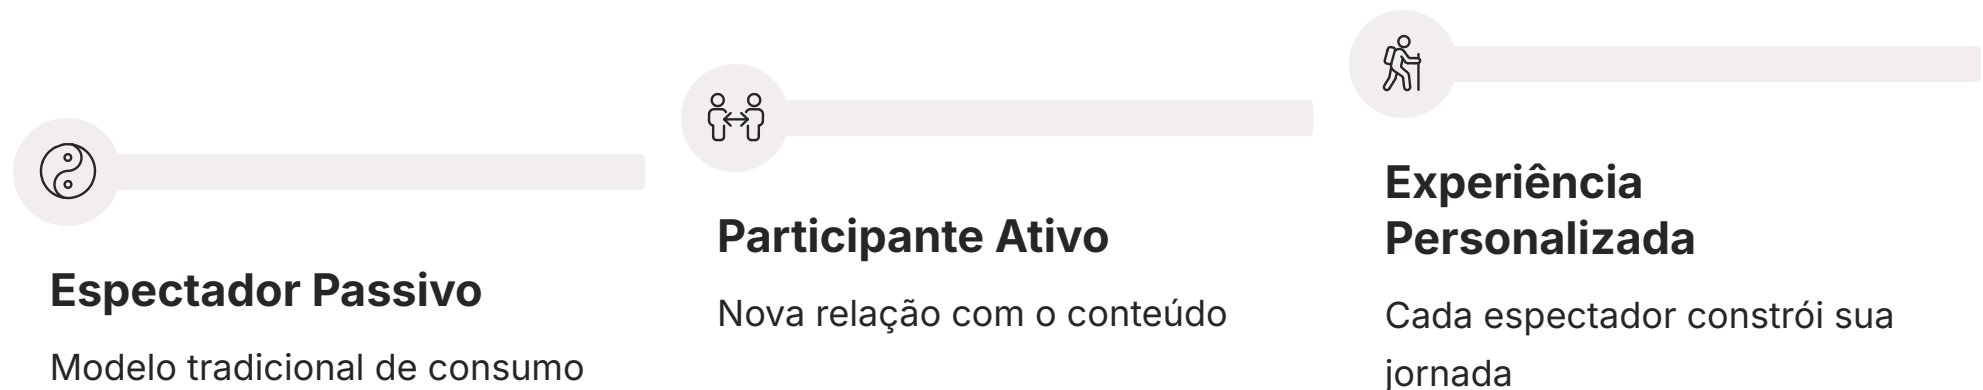 Espectador Passivo
Modelo tradicional de consumo
Participante Ativo
Nova relação com o conteúdo
Experiência
Personalizada
Cada espectador constrói sua
jornada